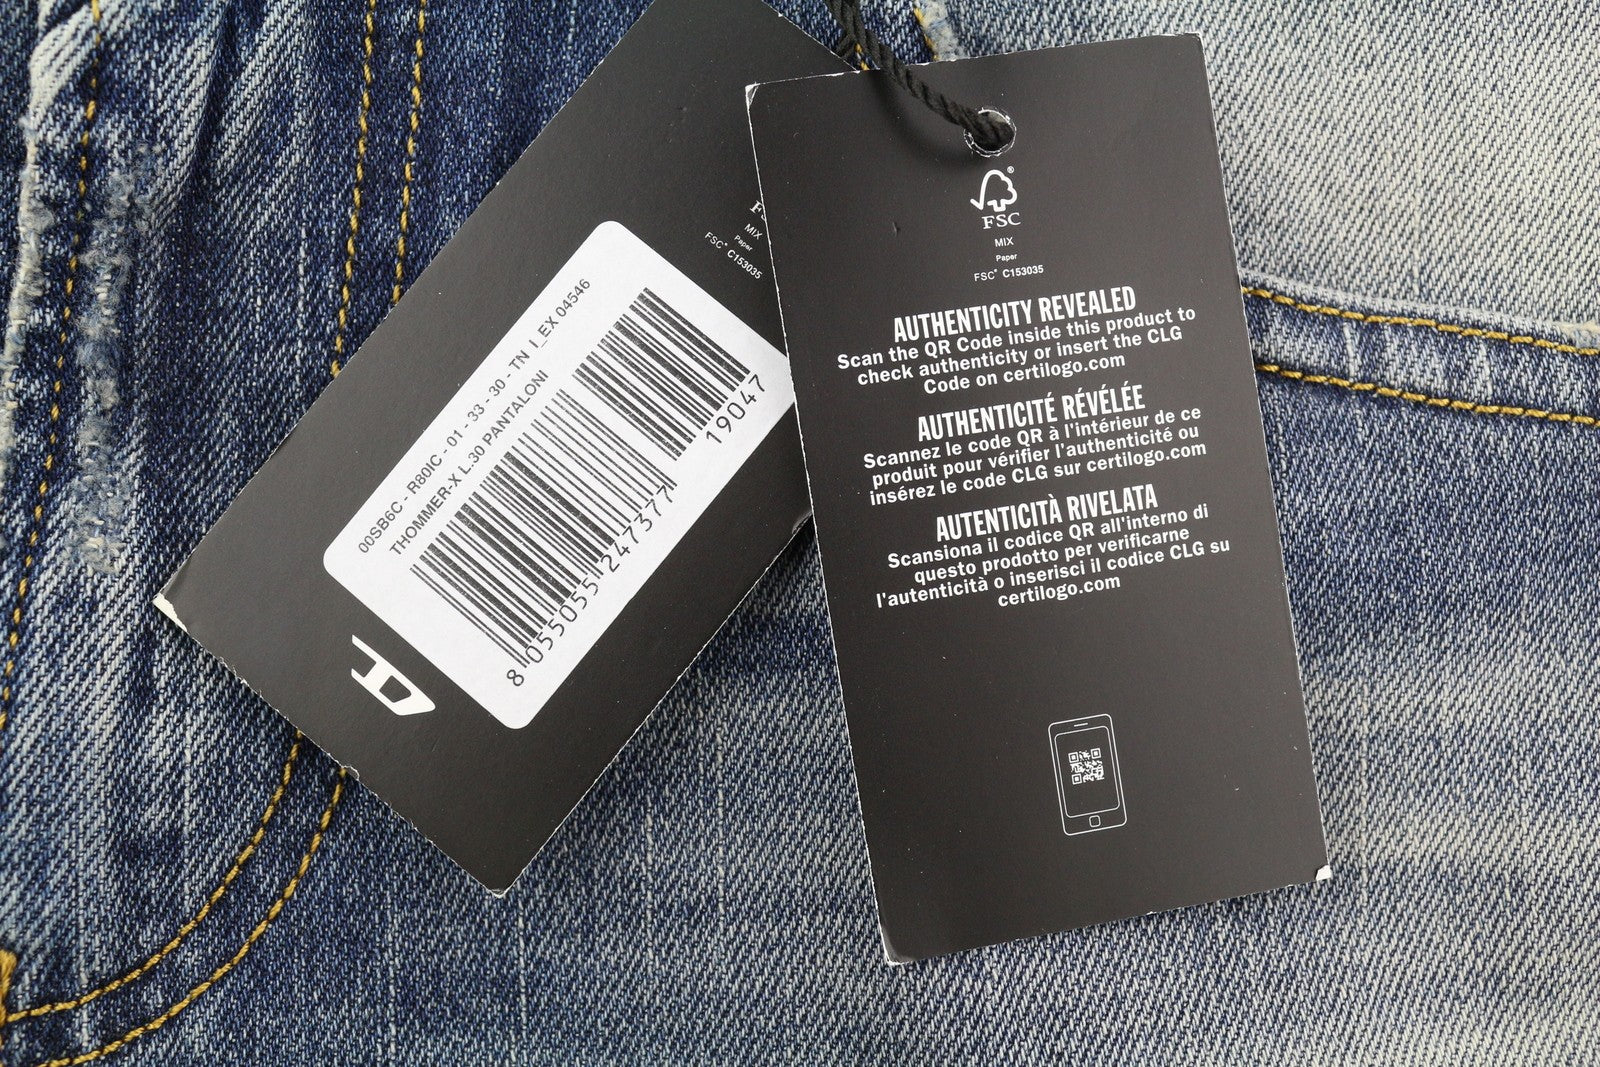 F
MIX
Paper
FSC® C153035
00SB6C - R80IC - 01 - 33 - 30 - TN I_EX 04546
THOMMER-X L.30 PANTALONI
8 055055 247377
19047
FSC
®
MIX
Paper
FSC® C153035
AUTHENTICITY REVEALED
Scan the QR Code inside this product to
check authenticity or insert the CLG
Code on certilogo.com
AUTHENTICITÉ RÉVÉLÉE
Scannez le code QR à l'intérieur de ce
produit pour vérifier l'authenticité ou
insérez le code CLG sur certilogo.com
AUTENTICITÀ RIVELATA
Scansiona il codice QR all'interno di
questo prodotto per verificarne
l'autenticità o inserisci il codice CLG su
certilogo.com